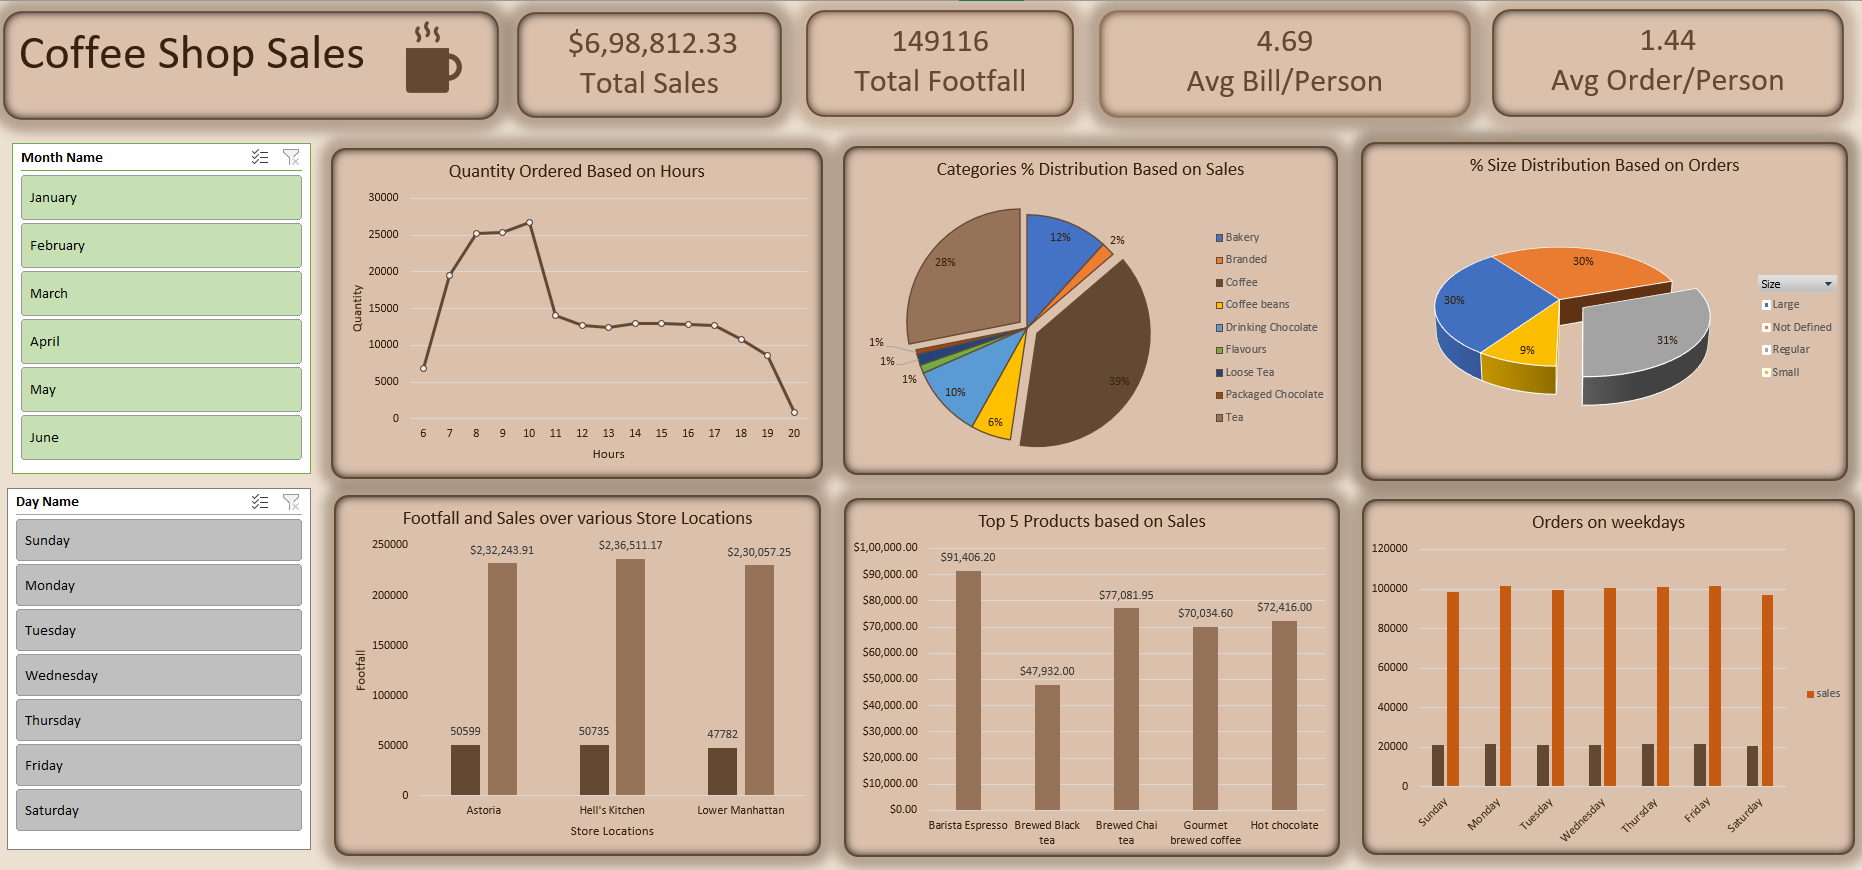 Coffee Shop Sales
$6,98,812.33
Total Sales
149116
Total Footfall
4.69
Avg Bill/Person
1.44
Avg Order/Person
Month Name
January
February
March
April
May
June
Day Name
Sunday
Monday
Tuesday
Wednesday
Thursday
Friday
Saturday
Quantity Ordered Based on Hours
Quantity
30000
25000
20000
15000
10000
5000
0
6 7 8 9 10 11 12 13 14 15 16 17 18 19 20
Hours
Categories % Distribution Based on Sales
12%
2%
39%
6%
10%
1%
1%
1%
28%
Bakery
Branded
Coffee
Coffee beans
Drinking Chocolate
Flavours
Loose Tea
Packaged Chocolate
Tea
% Size Distribution Based on Orders
30%
30%
31%
9%
Size
Large
Not Defined
Regular
Small
Footfall and Sales over various Store Locations
Footfall
250000
200000
150000
100000
50000
0
$2,32,243.91
$2,36,511.17
$2,30,057.25
50599
50735
47782
Astoria
Hell's Kitchen
Lower Manhattan
Store Locations
Top 5 Products based on Sales
$1,00,000.00
$90,000.00
$80,000.00
$70,000.00
$60,000.00
$50,000.00
$40,000.00
$30,000.00
$20,000.00
$10,000.00
$0.00
$91,406.20
$47,932.00
$77,081.95
$70,034.60
$72,416.00
Barista Espresso
Brewed Black
tea
Brewed Chai
tea
Gourmet
brewed coffee
Hot chocolate
Orders on weekdays
120000
100000
80000
60000
40000
20000
0
Sunday
Monday
Tuesday
Wednesday
Thursday
Friday
Saturday
sales